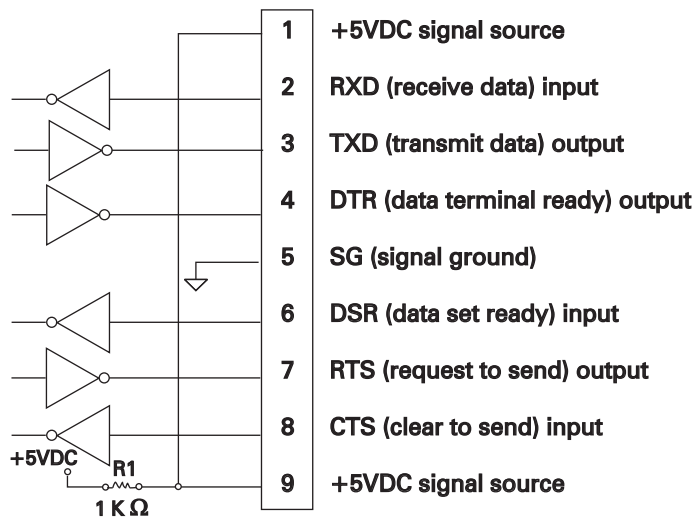 1 +5VDC signal source
2 RXD (receive data) input
3 TXD (transmit data) output
4 DTR (data terminal ready) output
5 SG (signal ground)
6 DSR (data set ready) input
7 RTS (request to send) output
8 CTS (clear to send) input
+5VDC
R1
9 +5VDC signal source
1 K Ω